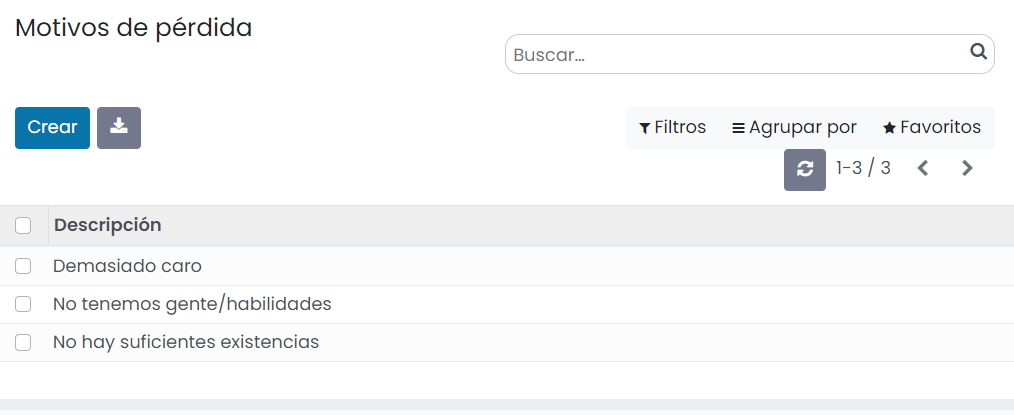 Motivos de pérdida
Buscar...
Crear
Filtros Agrupar por Favoritos
1-3 / 3
Descripción
Demasiado caro
No tenemos gente/habilidades
No hay suficientes existencias